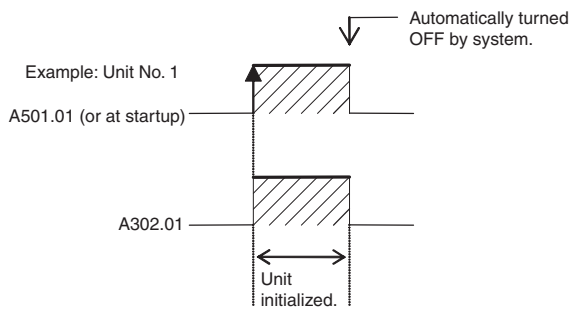 Automatically turned
OFF by system.
Example: Unit No. 1
A501.01 (or at startup)
A302.01
Unit
initialized.